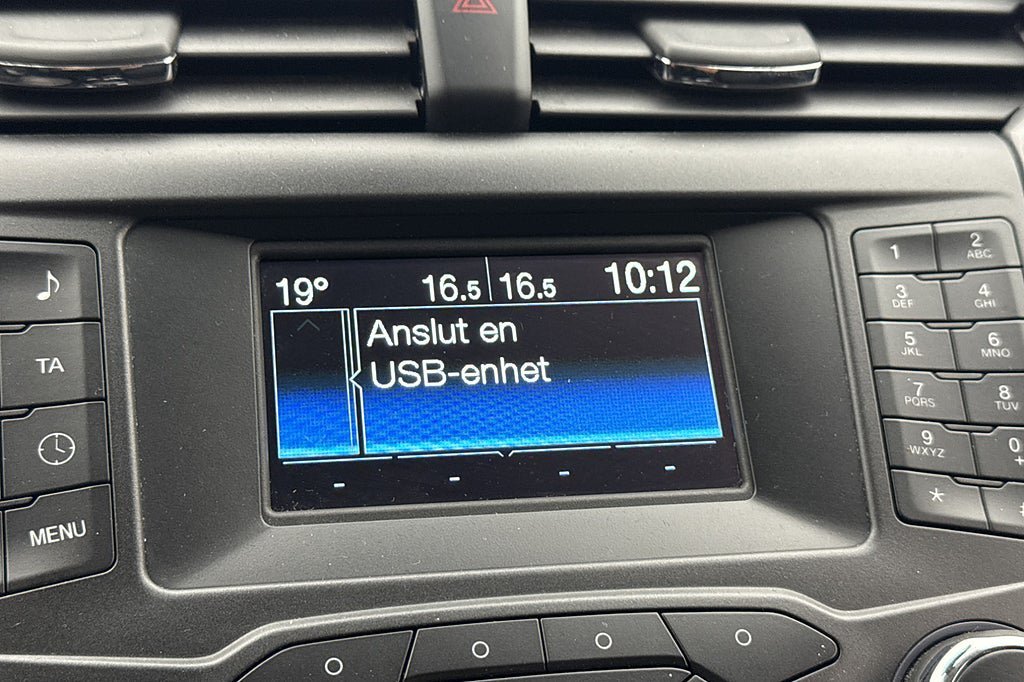 19° 16.5 16.5 10:12
Anslut en
USB-enhet
TA
MENU
1
2
ABC
3
DEF
4
GHI
5
JKL
6
MNO
7
PQRS
8
TUV
9
WXYZ
0
+
*